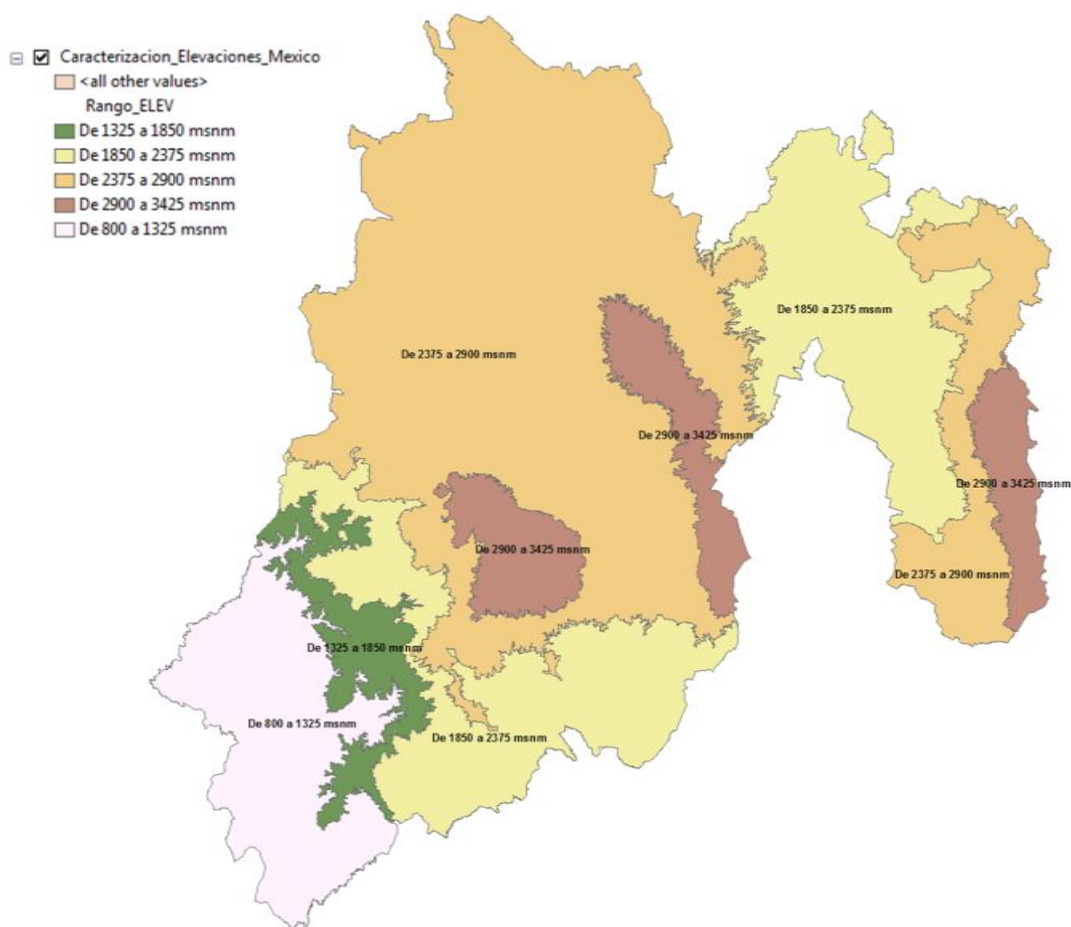 Caracterizacion_Elevaciones_Mexico
<all other values>
Rango_ELEV
De 1325 a 1850 msnm
De 1850 a 2375 msnm
De 2375 a 2900 msnm
De 2900 a 3425 msnm
De 800 a 1325 msnm
De 1850 a 2375 msnm
De 2375 a 2900 msnm
De 2900 a 3425 msnm
De 2900 a 3425 msnm
De 2900 a 3425 msnm
De 2375 a 2900 msnm
De 1325 a 1850 msnm
De 800 a 1325 msnm
De 1850 a 2375 msnm